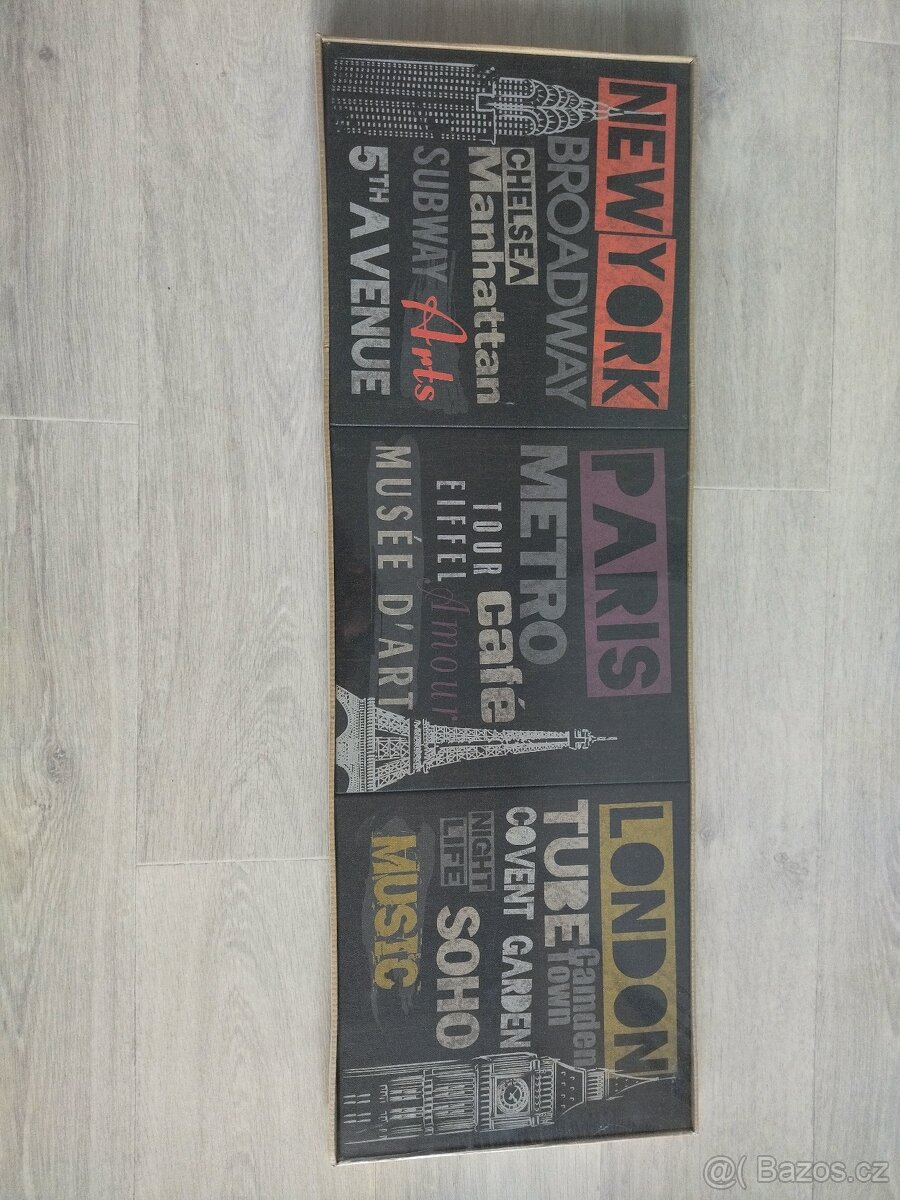 NEW YORK
BROADWAY
CHELSEA
Manhattan
SUBWAY Arts
5TH AVENUE
PARIS
METRO
TOUR café
EIFFEL Amour
MUSÉE D'ART
LONDON
TUBE Camden
Town
COVENT GARDEN
NIGHT
LIFE SOHO
MUSIC
@( Bazos.cz